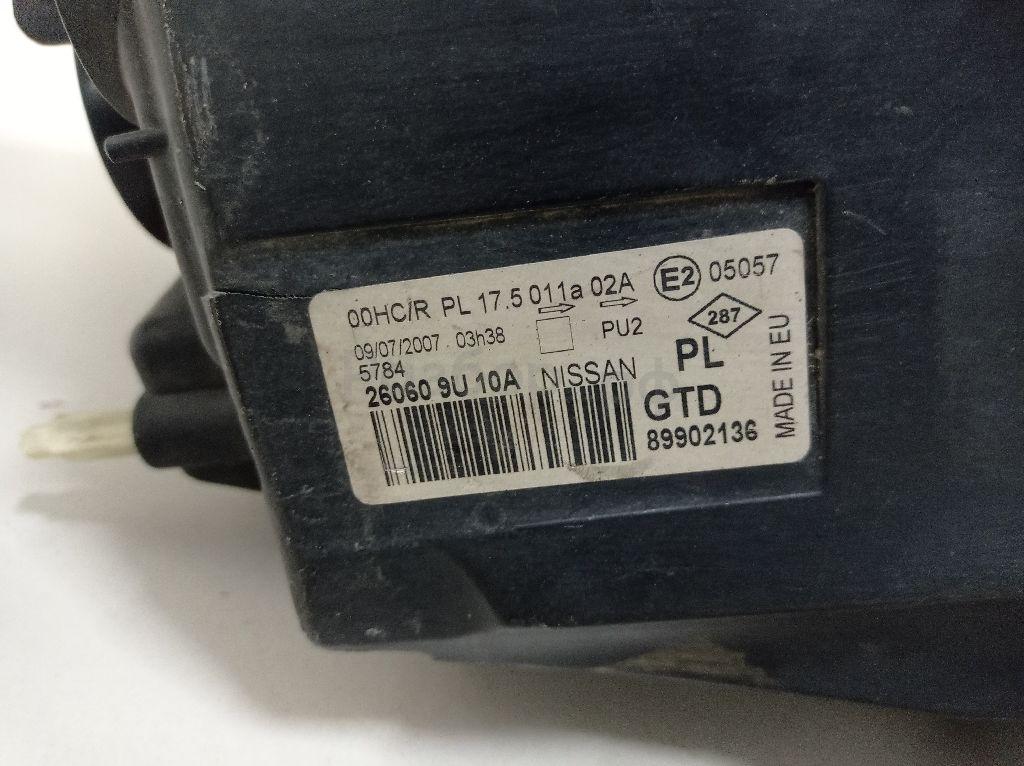 00HC/R PL 17.5 011a 02A E2 05057
09/07/2007 03h38 PU2 287
5784 PL
26060 9U 10A NISSAN
GTD
89902136
MADE IN EU